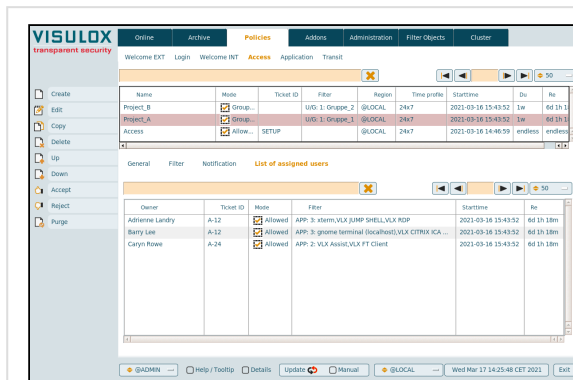 VISULOX
transparent security
Online Archive Policies Addons Administration Filter Objects Cluster
Welcome EXT Login Welcome INT Access Application Transit
50
Create
Edit
Copy
Delete
Up
Down
Accept
Reject
Purge
Name Mode Ticket ID Filter Region Time profile Starttime Du Re
Project_B Group... U/G: 1: Gruppe_2 @LOCAL 24x7 2021-03-16 15:43:52 1w 6d 1h 1
Project_A Group... U/G: 1: Gruppe_1 @LOCAL 24x7 2021-03-16 15:43:52 1w 6d 1h 1
Access Allow... SETUP @LOCAL 24x7 2021-03-16 14:46:59 endless endless
General Filter Notification List of assigned users
50
Owner Ticket ID Mode Filter Starttime Re
Adrienne Landry A-12 Allowed APP: 3: xterm,VLX JUMP SHELL,VLX RDP 2021-03-16 15:43:52 6d 1h 18m
Barry Lee A-12 Allowed APP: 3: gnome terminal (localhost),VLX CITRIX ICA ... 2021-03-16 15:43:52 6d 1h 18m
Caryn Rowe A-24 Allowed APP: 2: VLX Assist,VLX FT Client 2021-03-16 15:43:52 6d 1h 18m
@ADMIN Help / Tooltip Details Update Manual @LOCAL Wed Mar 17 14:25:48 CET 2021 Exit